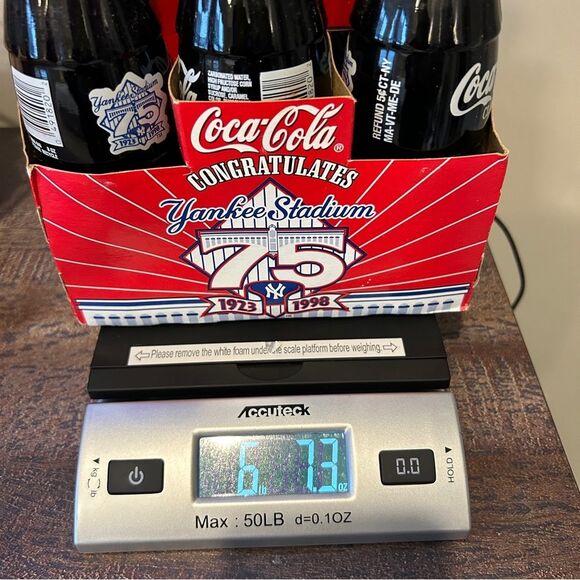 Yankee Stadium
75
1923 1998
CARBONATED WATER,
HIGH FRUCTOSE CORN
SYRUP AND/OR
SUCROSE, CARAMEL
REFUND 5¢ CT-NY
MA-VT-ME-DE
Coca-
Coca-Cola®
CONGRATULATES
Yankee Stadium
75
NY
1923 1998
Please remove the white foam under the scale platform before weighing.
Accuteck
6 lb 7.3 oz
kg lb
0.0
HOLD
Max : 50LB d=0.1OZ